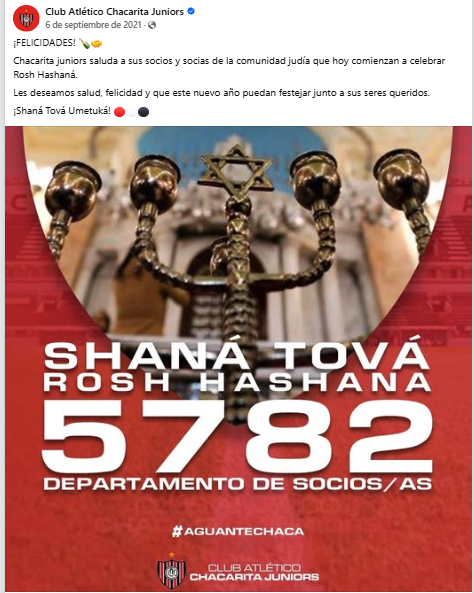 Club Atlético Chacarita Juniors
6 de septiembre de 2021 ·
¡FELICIDADES! 🍾🥟
Chacarita juniors saluda a sus socios y socias de la comunidad judía que hoy comienzan a celebrar
Rosh Hashaná.
Les deseamos salud, felicidad y que este nuevo año puedan festejar junto a sus seres queridos.
¡Shaná Tová Umetuká! 🔴⚪⚫
SHANÁ TOVÁ
ROSH HASHANA
5782
DEPARTAMENTO DE SOCIOS/AS
#AGUANTECHACA
CLUB ATLÉTICO
CHACARITA JUNIORS